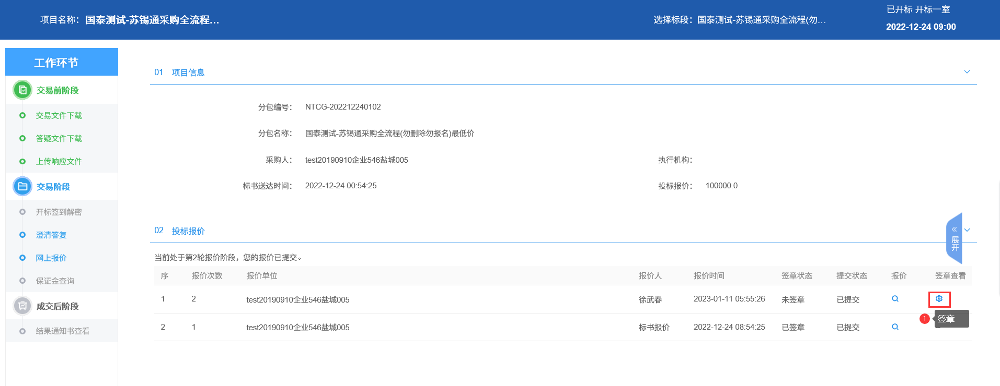 项目名称： 国泰测试-苏锡通采购全流程...
选择标段：国泰测试-苏锡通采购全流程(勿...
已开标 开标一室
2022-12-24 09:00
工作环节
交易前阶段
交易文件下载
答疑文件下载
上传响应文件
交易阶段
开标签到解密
澄清答复
网上报价
保证金查询
成交后阶段
结果通知书查看
01 项目信息
分包编号： NTCG-202212240102
分包名称： 国泰测试-苏锡通采购全流程(勿删除勿报名)最低价
采购人： test20190910企业546盐城005 执行机构：
标书送达时间： 2022-12-24 00:54:25 投标报价： 100000.0
02 投标报价
« 展开
当前处于第2轮报价阶段，您的报价已提交。
序 报价次数 报价单位 报价人 报价时间 签章状态 提交状态 报价 签章查看
1 2 test20190910企业546盐城005 徐武春 2023-01-11 05:55:26 未签章 已提交
1 签章
2 1 test20190910企业546盐城005 标书报价 2022-12-24 08:54:25 已签章 已提交